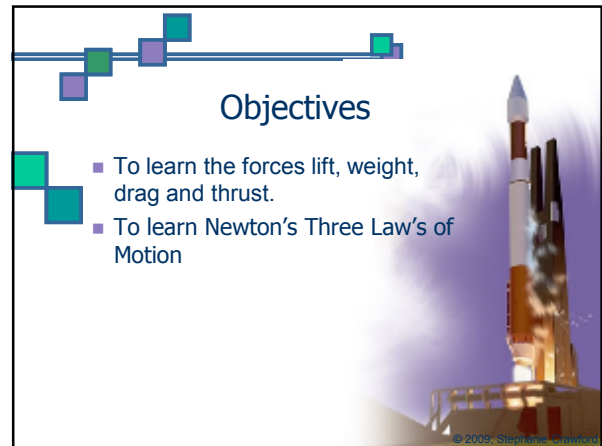 Objectives
To learn the forces lift, weight,
drag and thrust.
To learn Newton's Three Law's of
Motion
© 2009, Stephanie Crawford